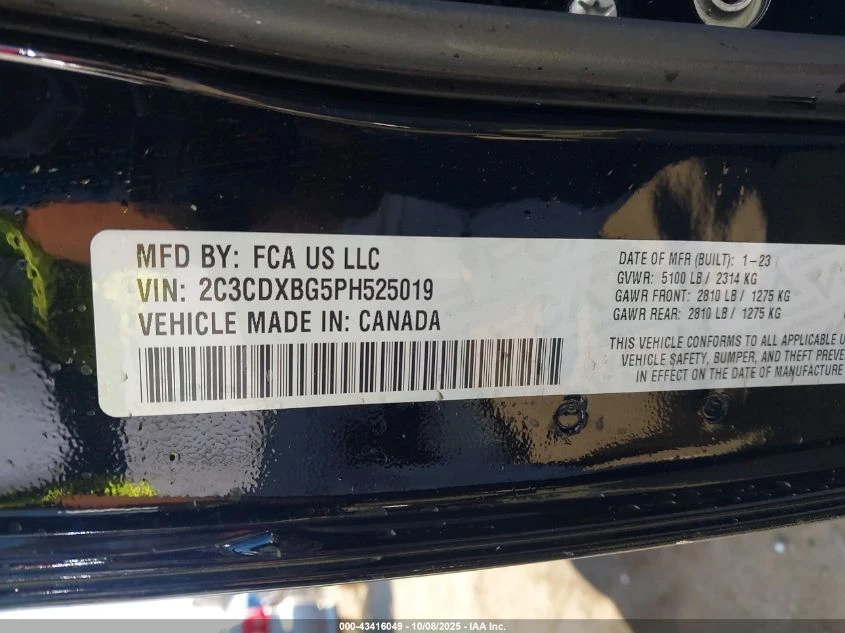 MFD BY: FCA US LLC
VIN: 2C3CDXBG5PH525019
VEHICLE MADE IN: CANADA
DATE OF MFR (BUILT): 1-23
GVWR: 5100 LB / 2314 KG
GAWR FRONT: 2810 LB / 1275 KG
GAWR REAR: 2810 LB / 1275 KG
THIS VEHICLE CONFORMS TO ALL APPLICABLE U
VEHICLE SAFETY, BUMPER, AND THEFT PREVE
IN EFFECT ON THE DATE OF MANUFACTURE
000-43416049 - 10/08/2025 - IAA Inc.